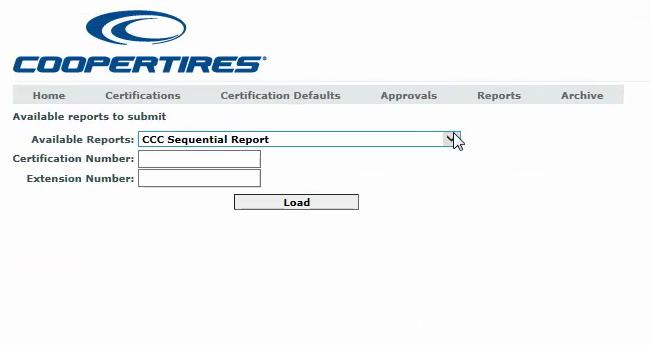 COOPERTIRES®
Home Certifications Certification Defaults Approvals Reports Archive
Available reports to submit
Available Reports: CCC Sequential Report
Certification Number:
Extension Number:
Load